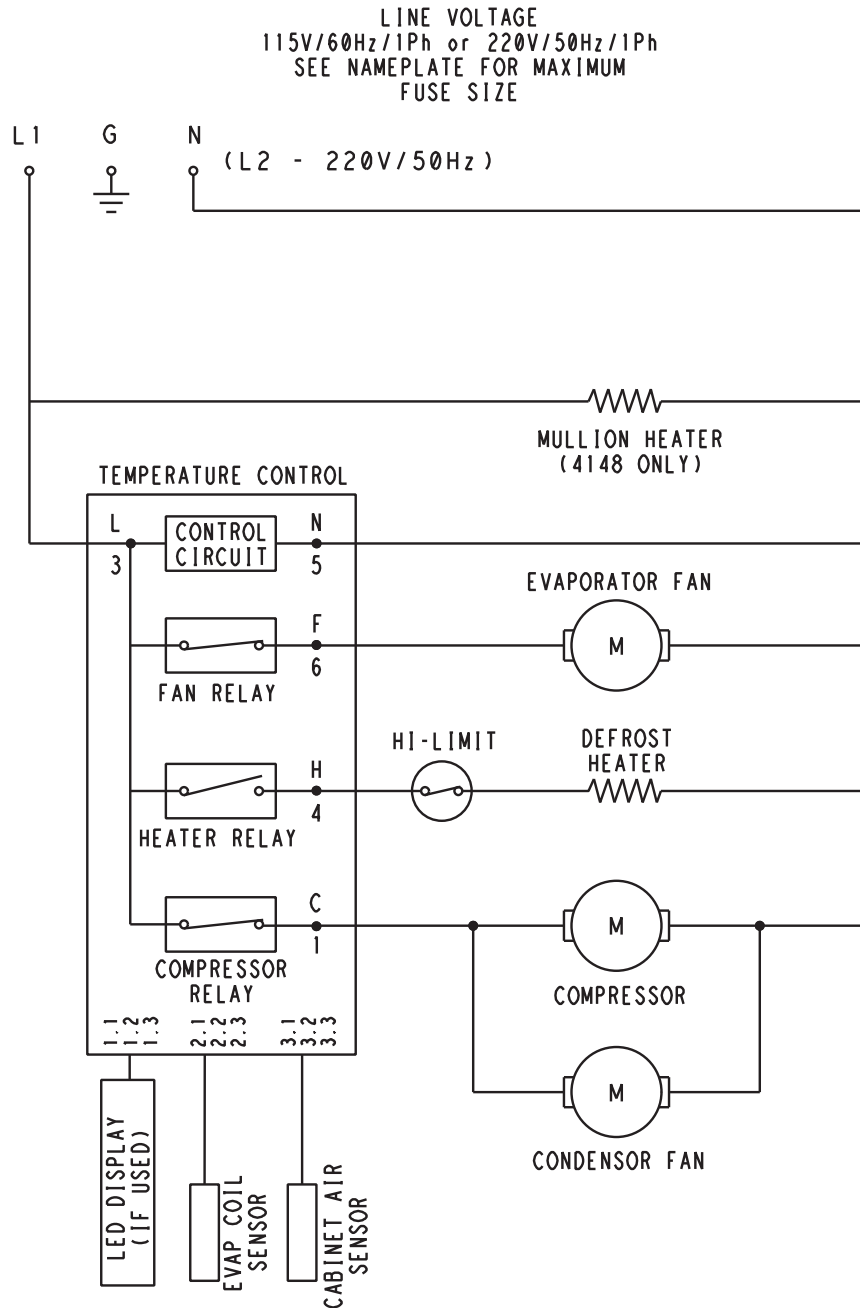 LINE VOLTAGE
115V/60Hz/1Ph or 220V/50Hz/1Ph
SEE NAMEPLATE FOR MAXIMUM
FUSE SIZE
L1
G
N
(L2 - 220V/50Hz)
MULLION HEATER
(4148 ONLY)
TEMPERATURE CONTROL
L
3
CONTROL
CIRCUIT
N
5
EVAPORATOR FAN
M
F
6
FAN RELAY
HI-LIMIT
DEFROST
HEATER
H
4
HEATER RELAY
C
1
M
COMPRESSOR
RELAY
COMPRESSOR
1.1
1.2
1.3
2.1
2.2
2.3
3.1
3.2
3.3
M
CONDENSOR FAN
LED DISPLAY
(IF USED)
EVAP COIL
SENSOR
CABINET AIR
SENSOR